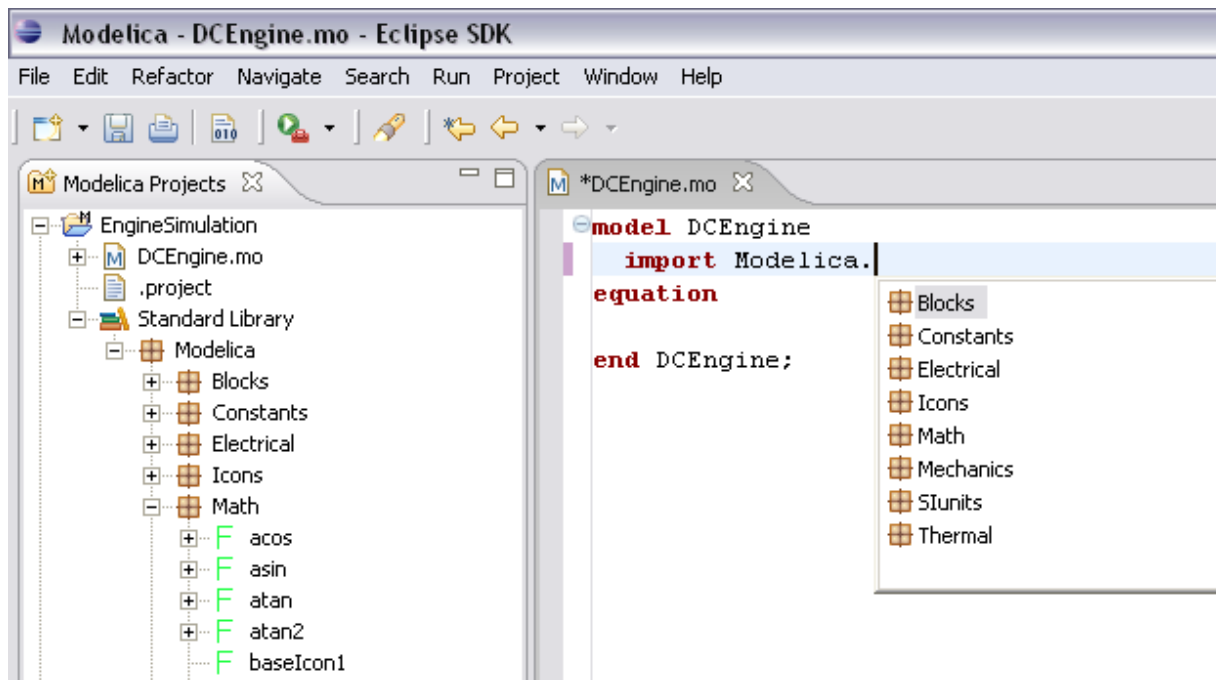 Modelica - DCEngine.mo - Eclipse SDK
File Edit Refactor Navigate Search Run Project Window Help
010
Modelica Projects
EngineSimulation
DCEngine.mo
.project
Standard Library
Modelica
Blocks
Constants
Electrical
Icons
Math
F acos
F asin
F atan
F atan2
F baseIcon1
M *DCEngine.mo
model DCEngine
import Modelica.
equation
end DCEngine;
Blocks
Constants
Electrical
Icons
Math
Mechanics
SIunits
Thermal